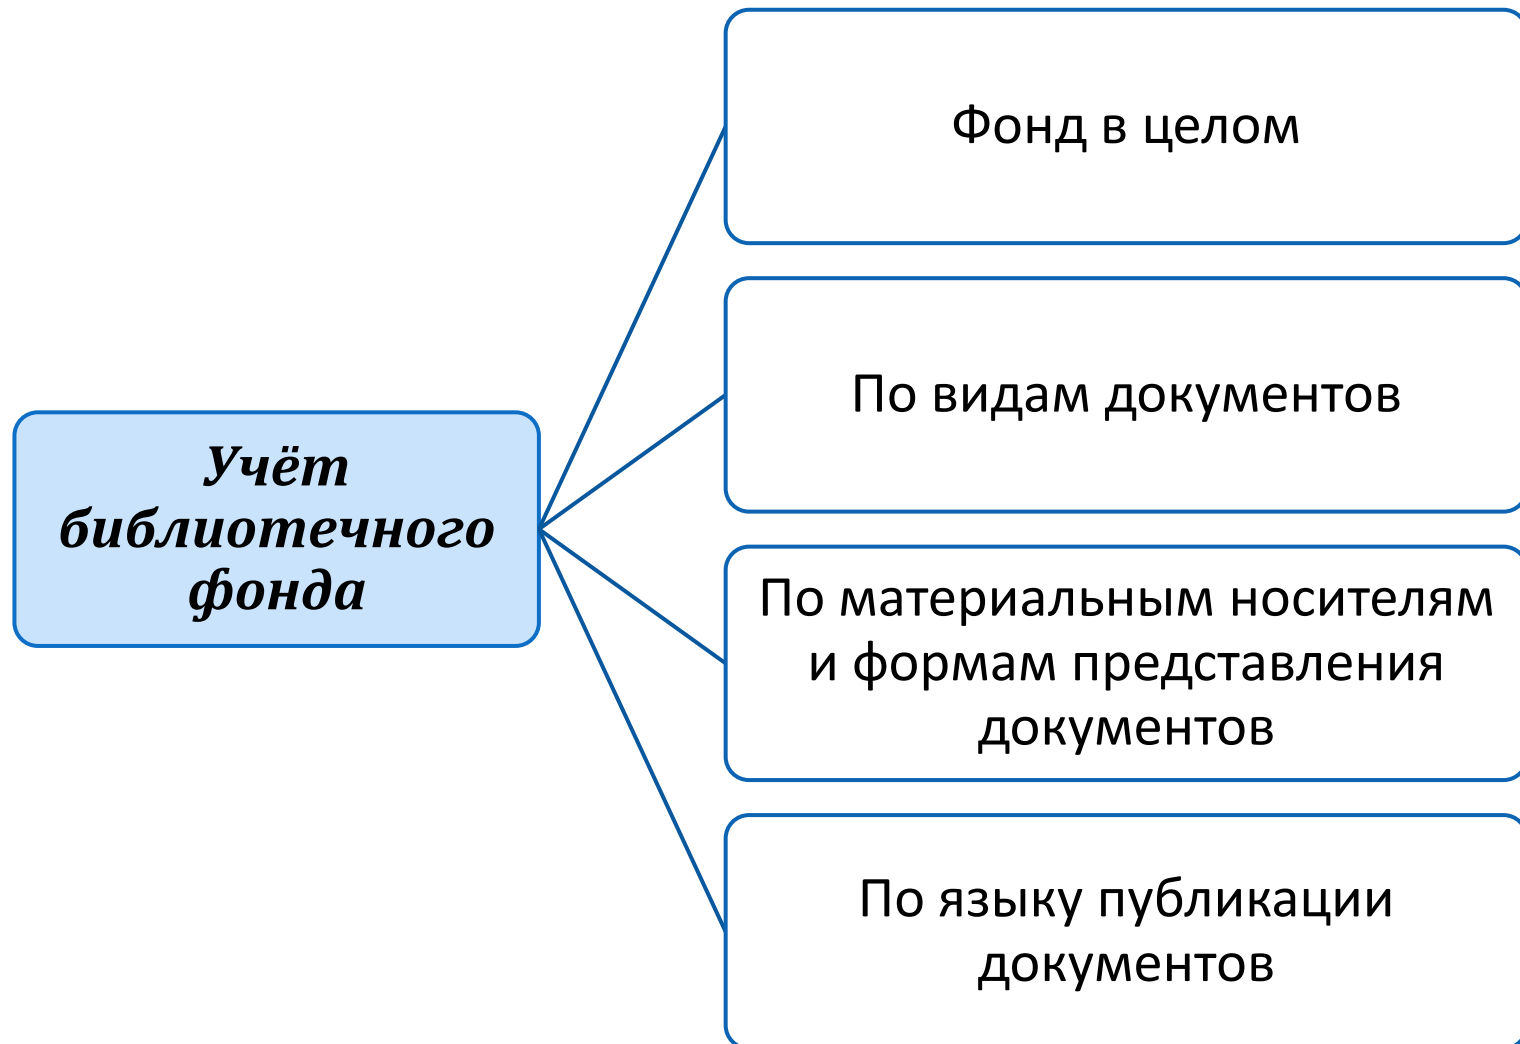 Фонд в целом
По видам документов
Учёт
библиотечного
фонда
По материальным носителям
и формам представления
документов
По языку публикации
документов